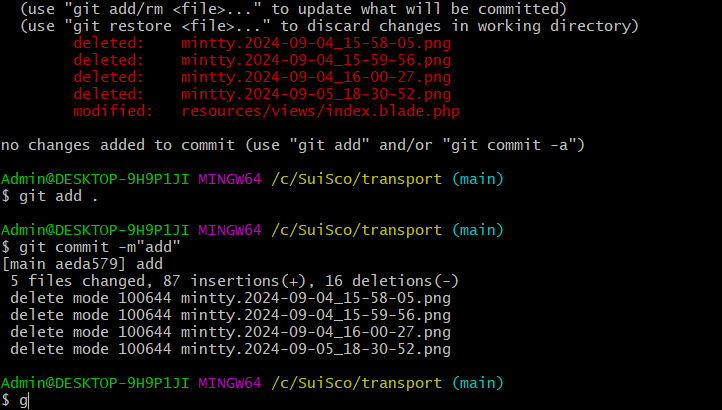 (use "git add/rm <file>..." to update what will be committed)
(use "git restore <file>..." to discard changes in working directory)
deleted:    mintty.2024-09-04_15-58-05.png
deleted:    mintty.2024-09-04_15-59-56.png
deleted:    mintty.2024-09-04_16-00-27.png
deleted:    mintty.2024-09-05_18-30-52.png
modified:   resources/views/index.blade.php
no changes added to commit (use "git add" and/or "git commit -a")
Admin@DESKTOP-9H9P1JI MINGW64 /c/SuiSco/transport (main)
$ git add .
Admin@DESKTOP-9H9P1JI MINGW64 /c/SuiSco/transport (main)
$ git commit -m"add"
[main aeda579] add
5 files changed, 87 insertions(+), 16 deletions(-)
delete mode 100644 mintty.2024-09-04_15-58-05.png
delete mode 100644 mintty.2024-09-04_15-59-56.png
delete mode 100644 mintty.2024-09-04_16-00-27.png
delete mode 100644 mintty.2024-09-05_18-30-52.png
Admin@DESKTOP-9H9P1JI MINGW64 /c/SuiSco/transport (main)
$ g